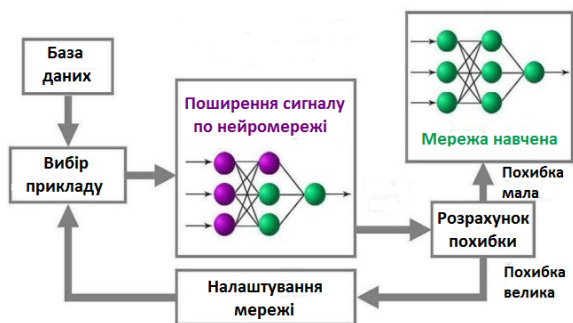 База
даних
Вибір
прикладу
Поширення сигналу
по нейромережі
Мережа навчена
Похибка
мала
Розрахунок
похибки
Похибка
велика
Налаштування
мережі